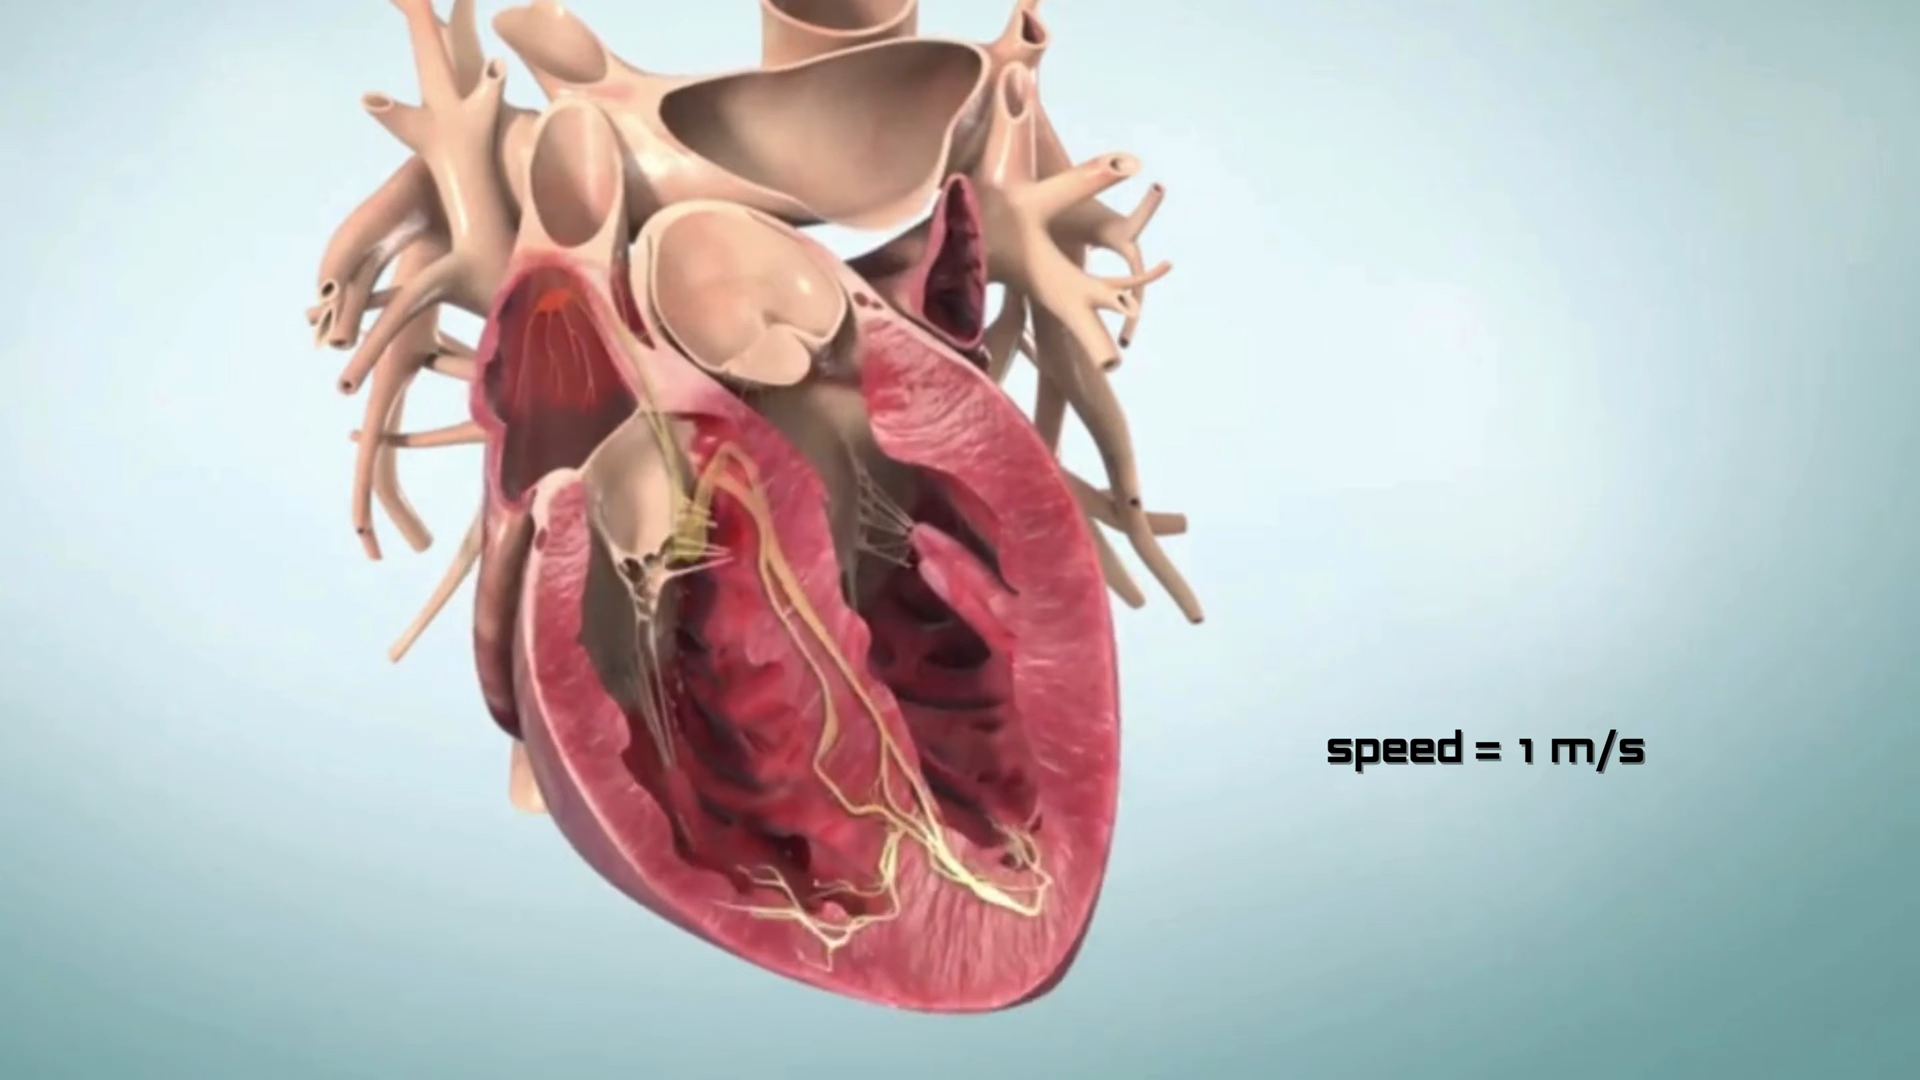 speed = 1 m/s